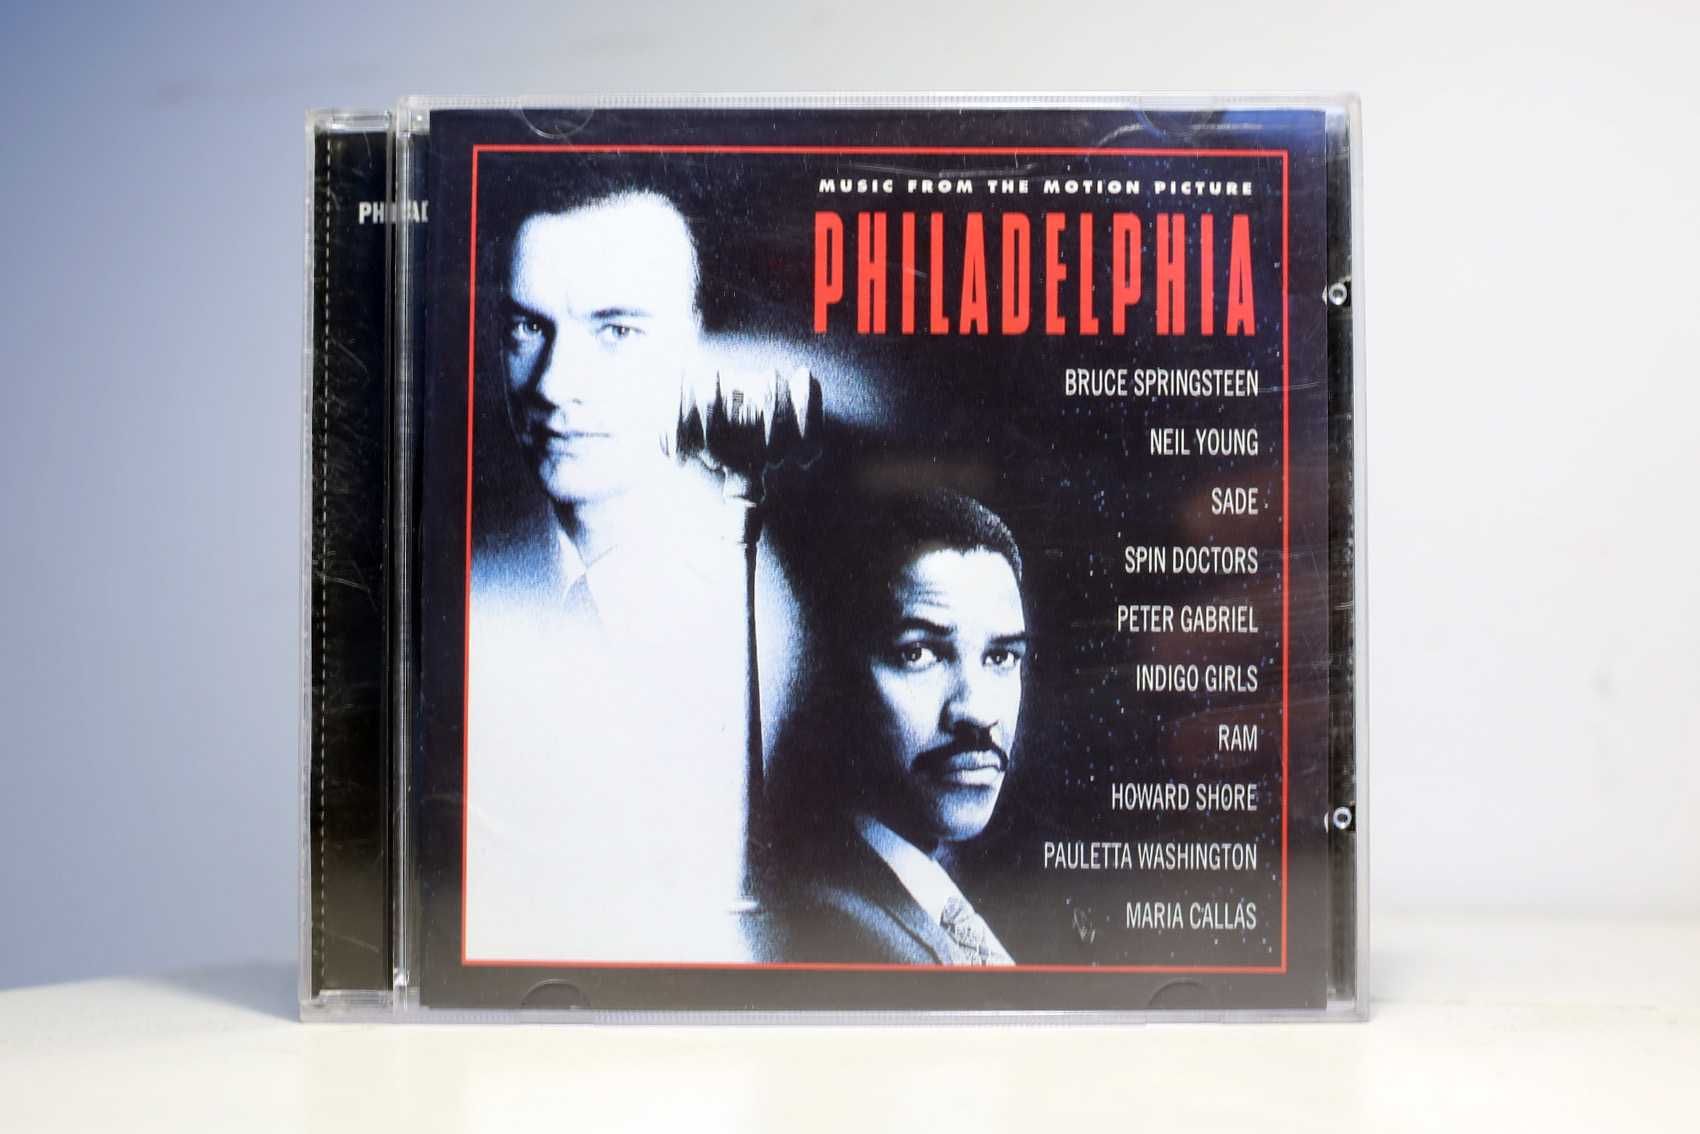 PHILAD
MUSIC FROM THE MOTION PICTURE
PHILADELPHIA
BRUCE SPRINGSTEEN
NEIL YOUNG
SADE
SPIN DOCTORS
PETER GABRIEL
INDIGO GIRLS
RAM
HOWARD SHORE
PAULETTA WASHINGTON
MARIA CALLAS